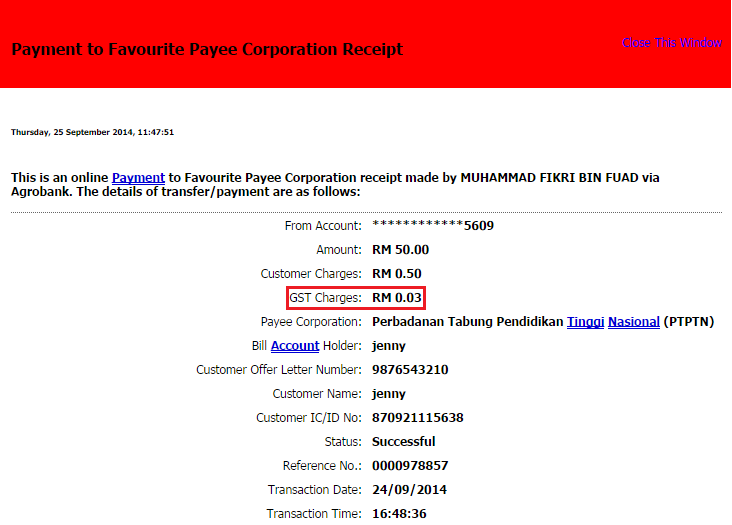 Payment to Favourite Payee Corporation Receipt
Close This Window
Thursday, 25 September 2014, 11:47:51
This is an online Payment to Favourite Payee Corporation receipt made by MUHAMMAD FIKRI BIN FUAD via
Agrobank. The details of transfer/payment are as follows:
From Account: ************5609
Amount: RM 50.00
Customer Charges: RM 0.50
GST Charges: RM 0.03
Payee Corporation: Perbadanan Tabung Pendidikan Tinggi Nasional (PTPTN)
Bill Account Holder: jenny
Customer Offer Letter Number: 9876543210
Customer Name: jenny
Customer IC/ID No: 870921115638
Status: Successful
Reference No.: 0000978857
Transaction Date: 24/09/2014
Transaction Time: 16:48:36